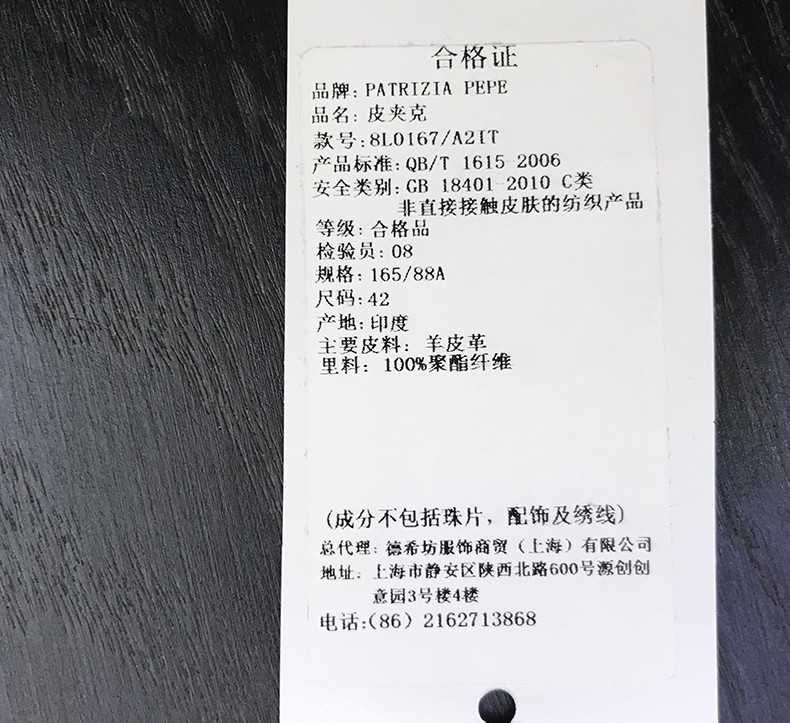 合格证
品牌: PATRIZIA PEPE
品名: 皮夹克
款号: 8L0167/A2IT
产品标准: QB/T 1615-2006
安全类别: GB 18401-2010 C类
非直接接触皮肤的纺织产品
等级: 合格品
检验员: 08
规格: 165/88A
尺码: 42
产地: 印度
主要皮料: 羊皮革
里料: 100%聚酯纤维
(成分不包括珠片, 配饰及绣线)
总代理: 德希坊服饰商贸（上海）有限公司
地址: 上海市静安区陕西北路600号源创创
意园3号楼4楼
电话:(86) 2162713868